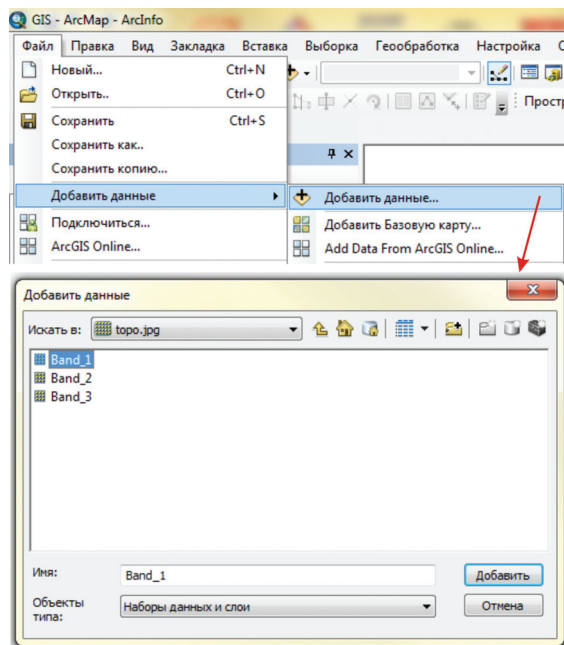 GIS - ArcMap - ArcInfo
Файл Правка Вид Закладка Вставка Выборка Геообработка Настройка
Новый... Ctrl+N
Открыть.. Ctrl+O
Сохранить Ctrl+S
Прост
Сохранить как..
Сохранить копию...
Добавить данные
Добавить данные...
Подключиться...
Добавить Базовую карту...
ArcGIS Online...
Add Data From ArcGIS Online...
Добавить данные
Искать в: topo.jpg
Band_1
Band_2
Band_3
Имя: Band_1 Добавить
Объекты типа: Наборы данных и слои Отмена